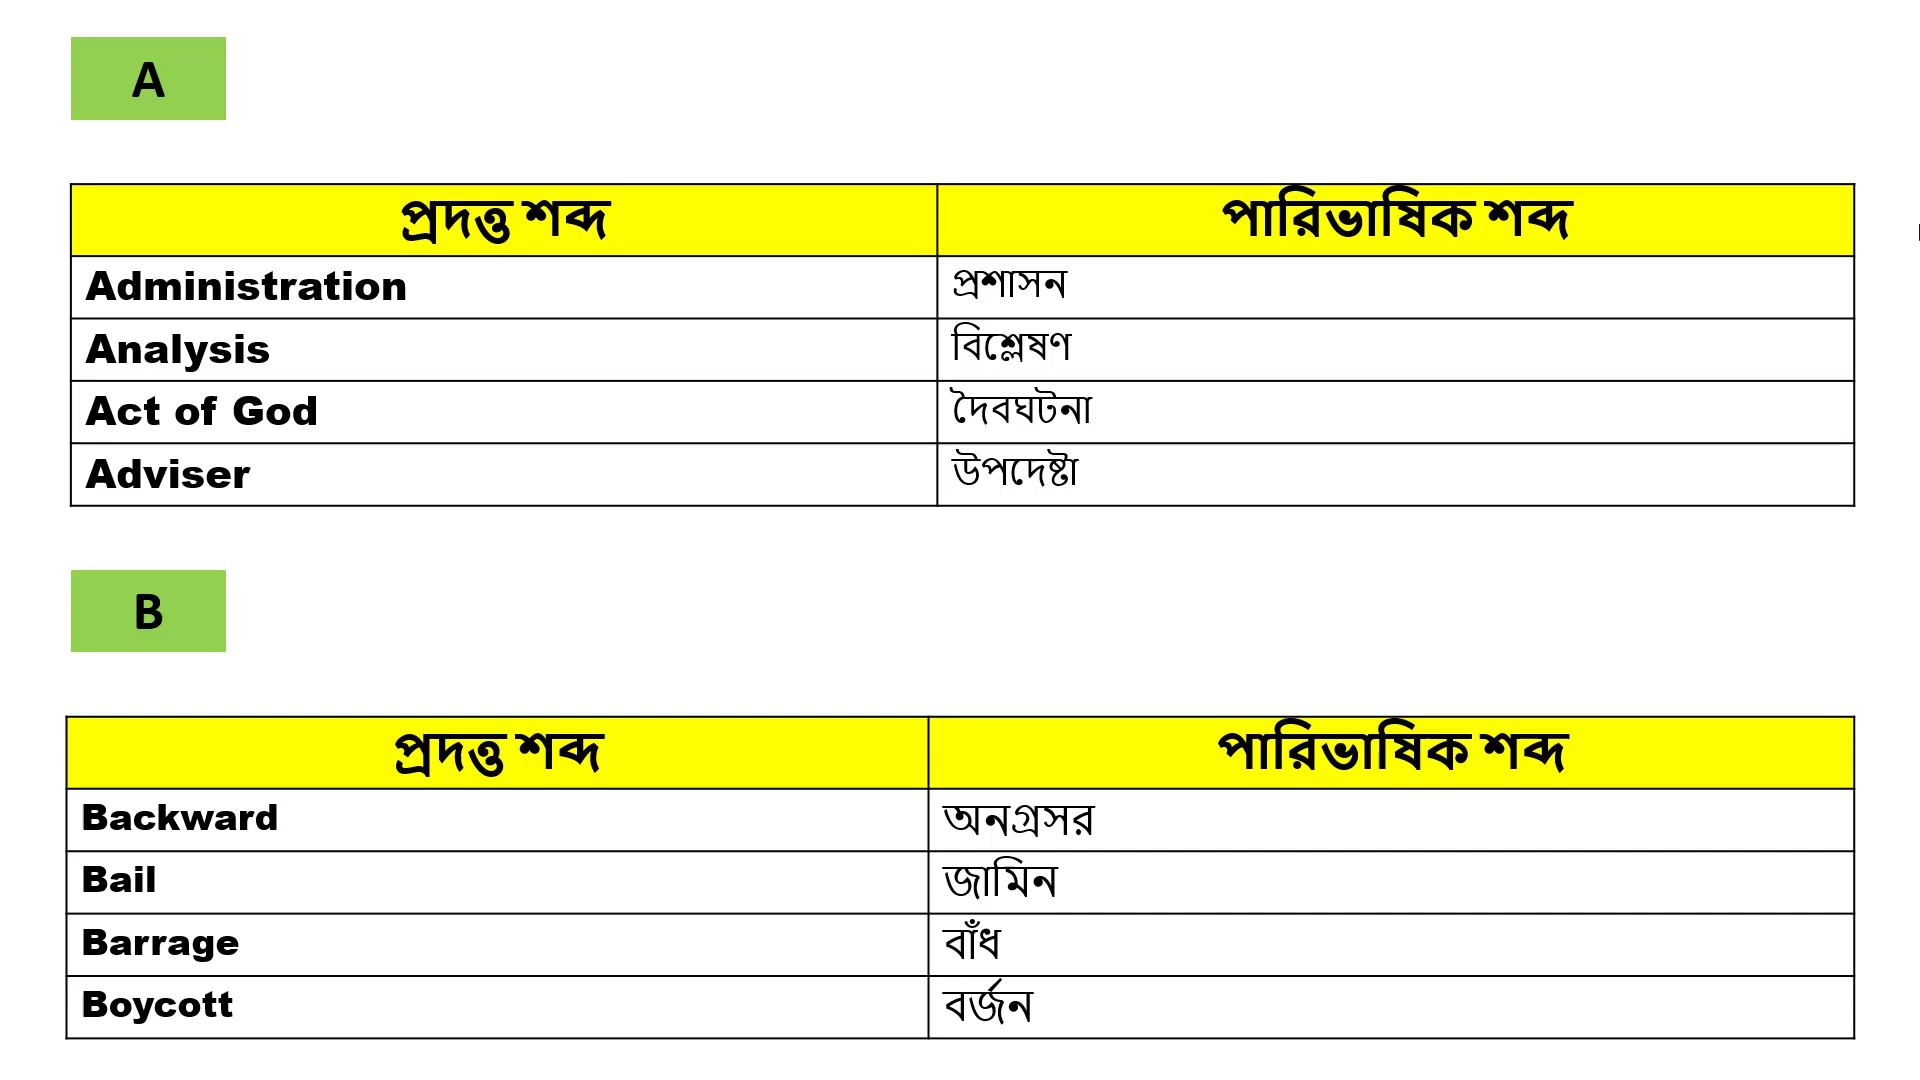 A
প্রদত্ত শব্দ পারিভাষিক শব্দ
Administration প্রশাসন
Analysis বিশ্লেষণ
Act of God দৈবঘটনা
Adviser উপদেষ্টা
B
প্রদত্ত শব্দ পারিভাষিক শব্দ
Backward অনগ্রসর
Bail জামিন
Barrage বাঁধ
Boycott বর্জন